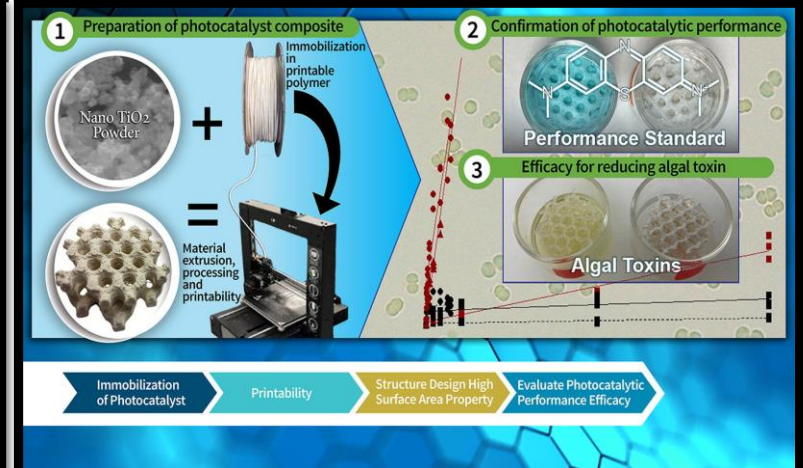 1 Preparation of photocatalyst composite
Nano TiO2
Powder
+
Immobilization
in
printable
polymer
=
Material
extrusion,
processing
and
printability
2 Confirmation of photocatalytic performance
N
N
S
N+
Performance Standard
3 Efficacy for reducing algal toxin
Algal Toxins
Immobilization
of Photocatalyst
Printability
Structure Design High
Surface Area Property
Evaluate Photocatalytic
Performance Efficacy